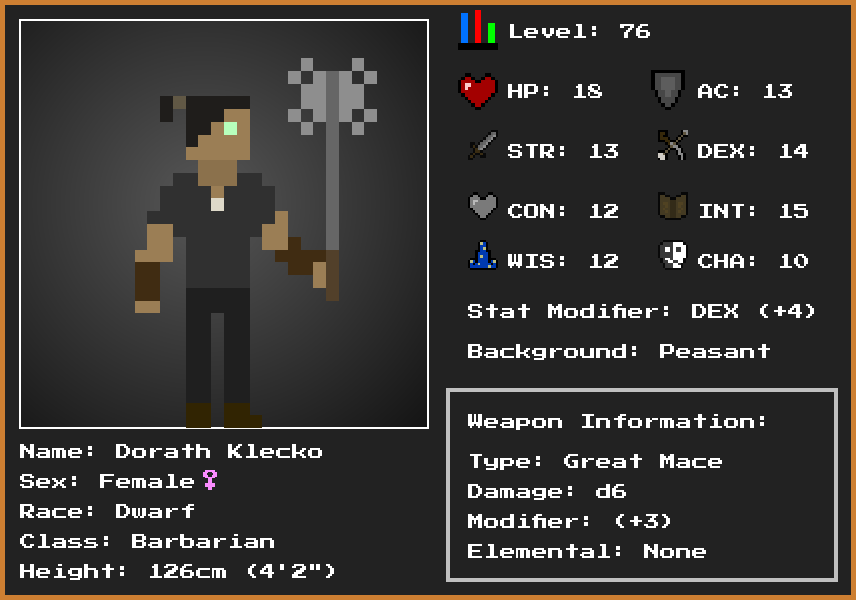 Level: 76
HP: 18 AC: 13
STR: 13 DEX: 14
CON: 12 INT: 15
WIS: 12 CHA: 10
Stat Modifier: DEX (+4)
Background: Peasant
Weapon Information:
Type: Great Mace
Damage: d6
Modifier: (+3)
Elemental: None
Name: Dorath Klecko
Sex: Female♀
Race: Dwarf
Class: Barbarian
Height: 126cm (4'2")